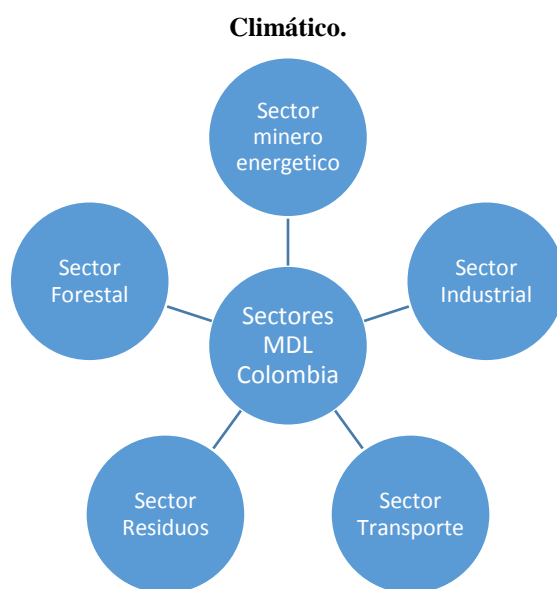 Climático.
Sector
minero
energetico
Sector
Forestal
Sector
Industrial
Sectores
MDL
Colombia
Sector
Residuos
Sector
Transporte